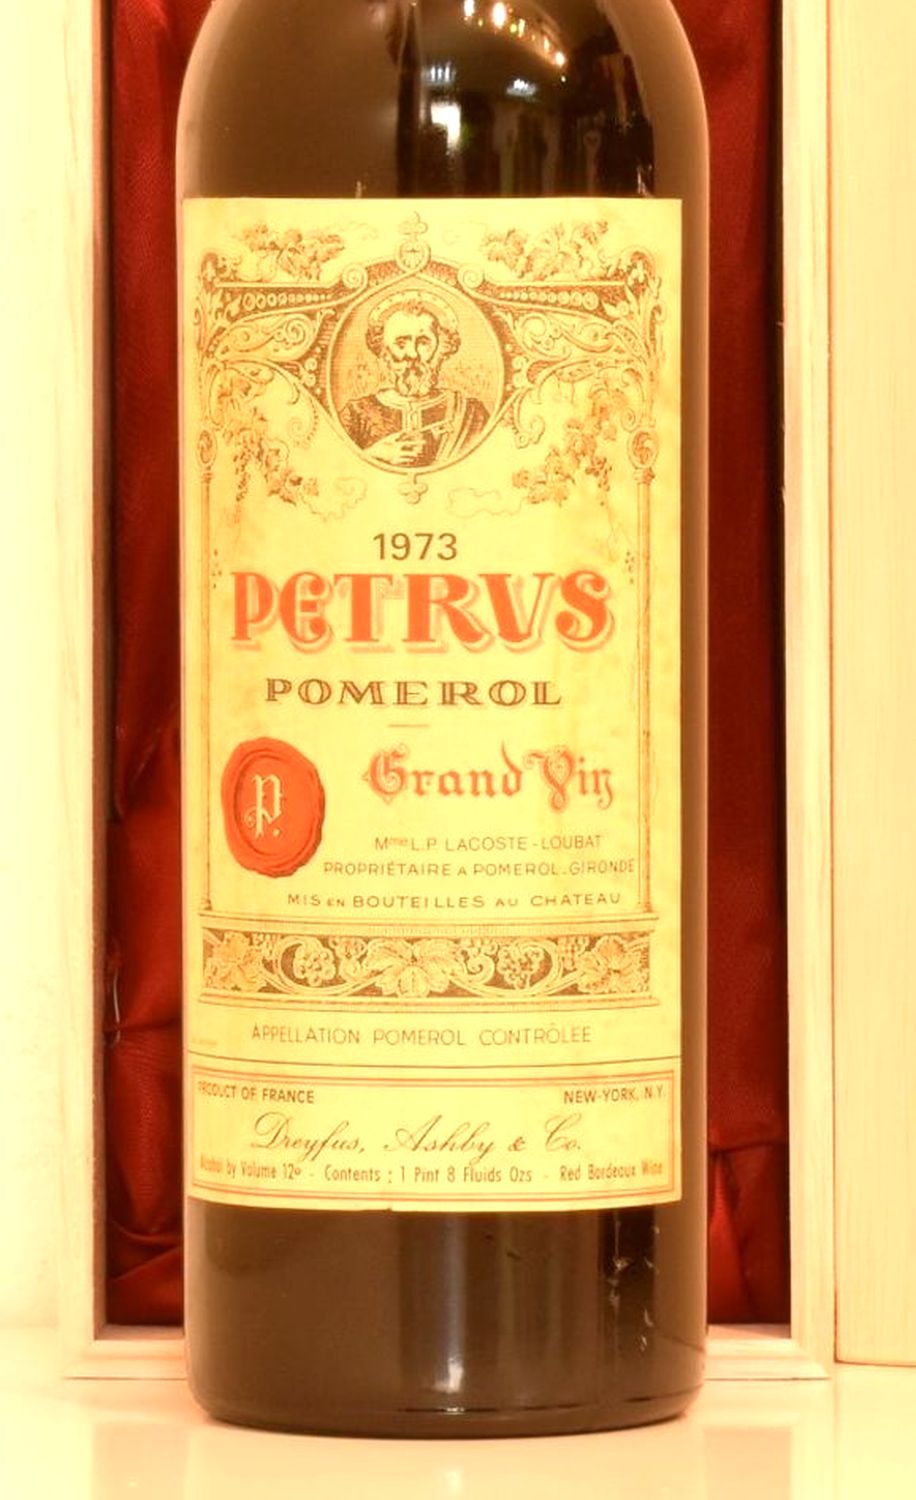 1973
PETRVS
POMEROL
Grand Vin
P.
Mme L.P. LACOSTE-LOUBAT
PROPRIÉTAIRE A POMEROL.GIRONDE
MIS EN BOUTEILLES AU CHATEAU
APPELLATION POMEROL CONTRÔLÉE
PRODUCT OF FRANCE NEW-YORK, N.Y.
Dreyfus, Ashby & Co.
Alcohol by Volume 12º - Contents : 1 Pint 8 Fluids Ozs - Red Bordeaux Wine